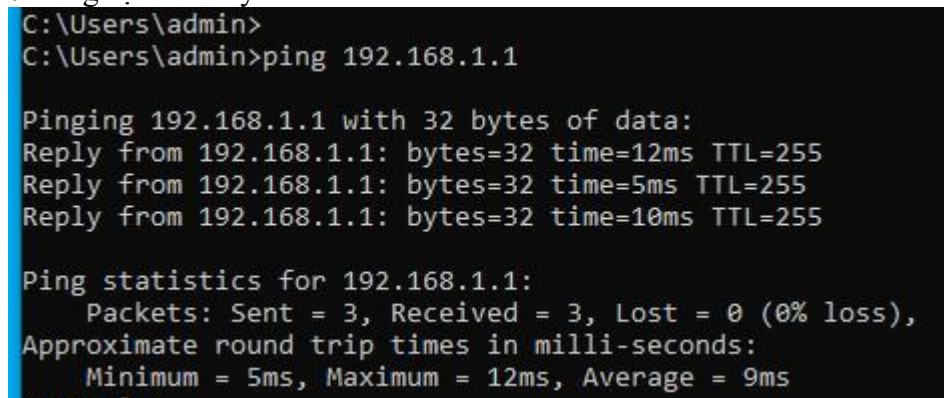 C:\Users\admin>
C:\Users\admin>ping 192.168.1.1
Pinging 192.168.1.1 with 32 bytes of data:
Reply from 192.168.1.1: bytes=32 time=12ms TTL=255
Reply from 192.168.1.1: bytes=32 time=5ms TTL=255
Reply from 192.168.1.1: bytes=32 time=10ms TTL=255
Ping statistics for 192.168.1.1:
Packets: Sent = 3, Received = 3, Lost = 0 (0% loss),
Approximate round trip times in milli-seconds:
Minimum = 5ms, Maximum = 12ms, Average = 9ms